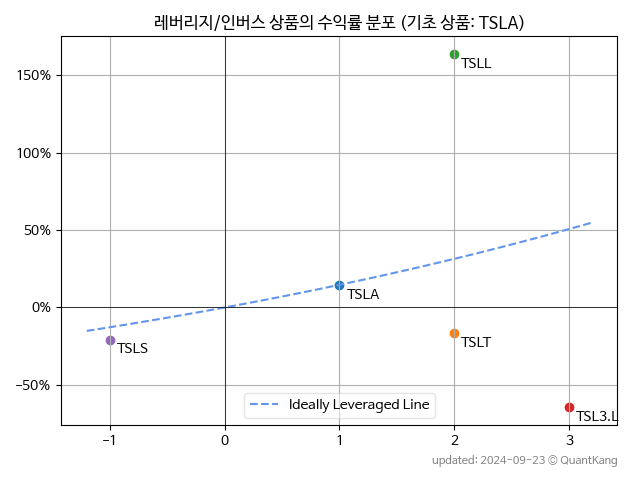 레버리지/인버스 상품의 수익률 분포 (기초 상품: TSLA)
150%
100%
50%
0%
−50%
TSLL
TSLA
TSLS
TSLT
TSL3.L
Ideally Leveraged Line
−1 0 1 2 3
updated: 2024-09-23 © QuantKang